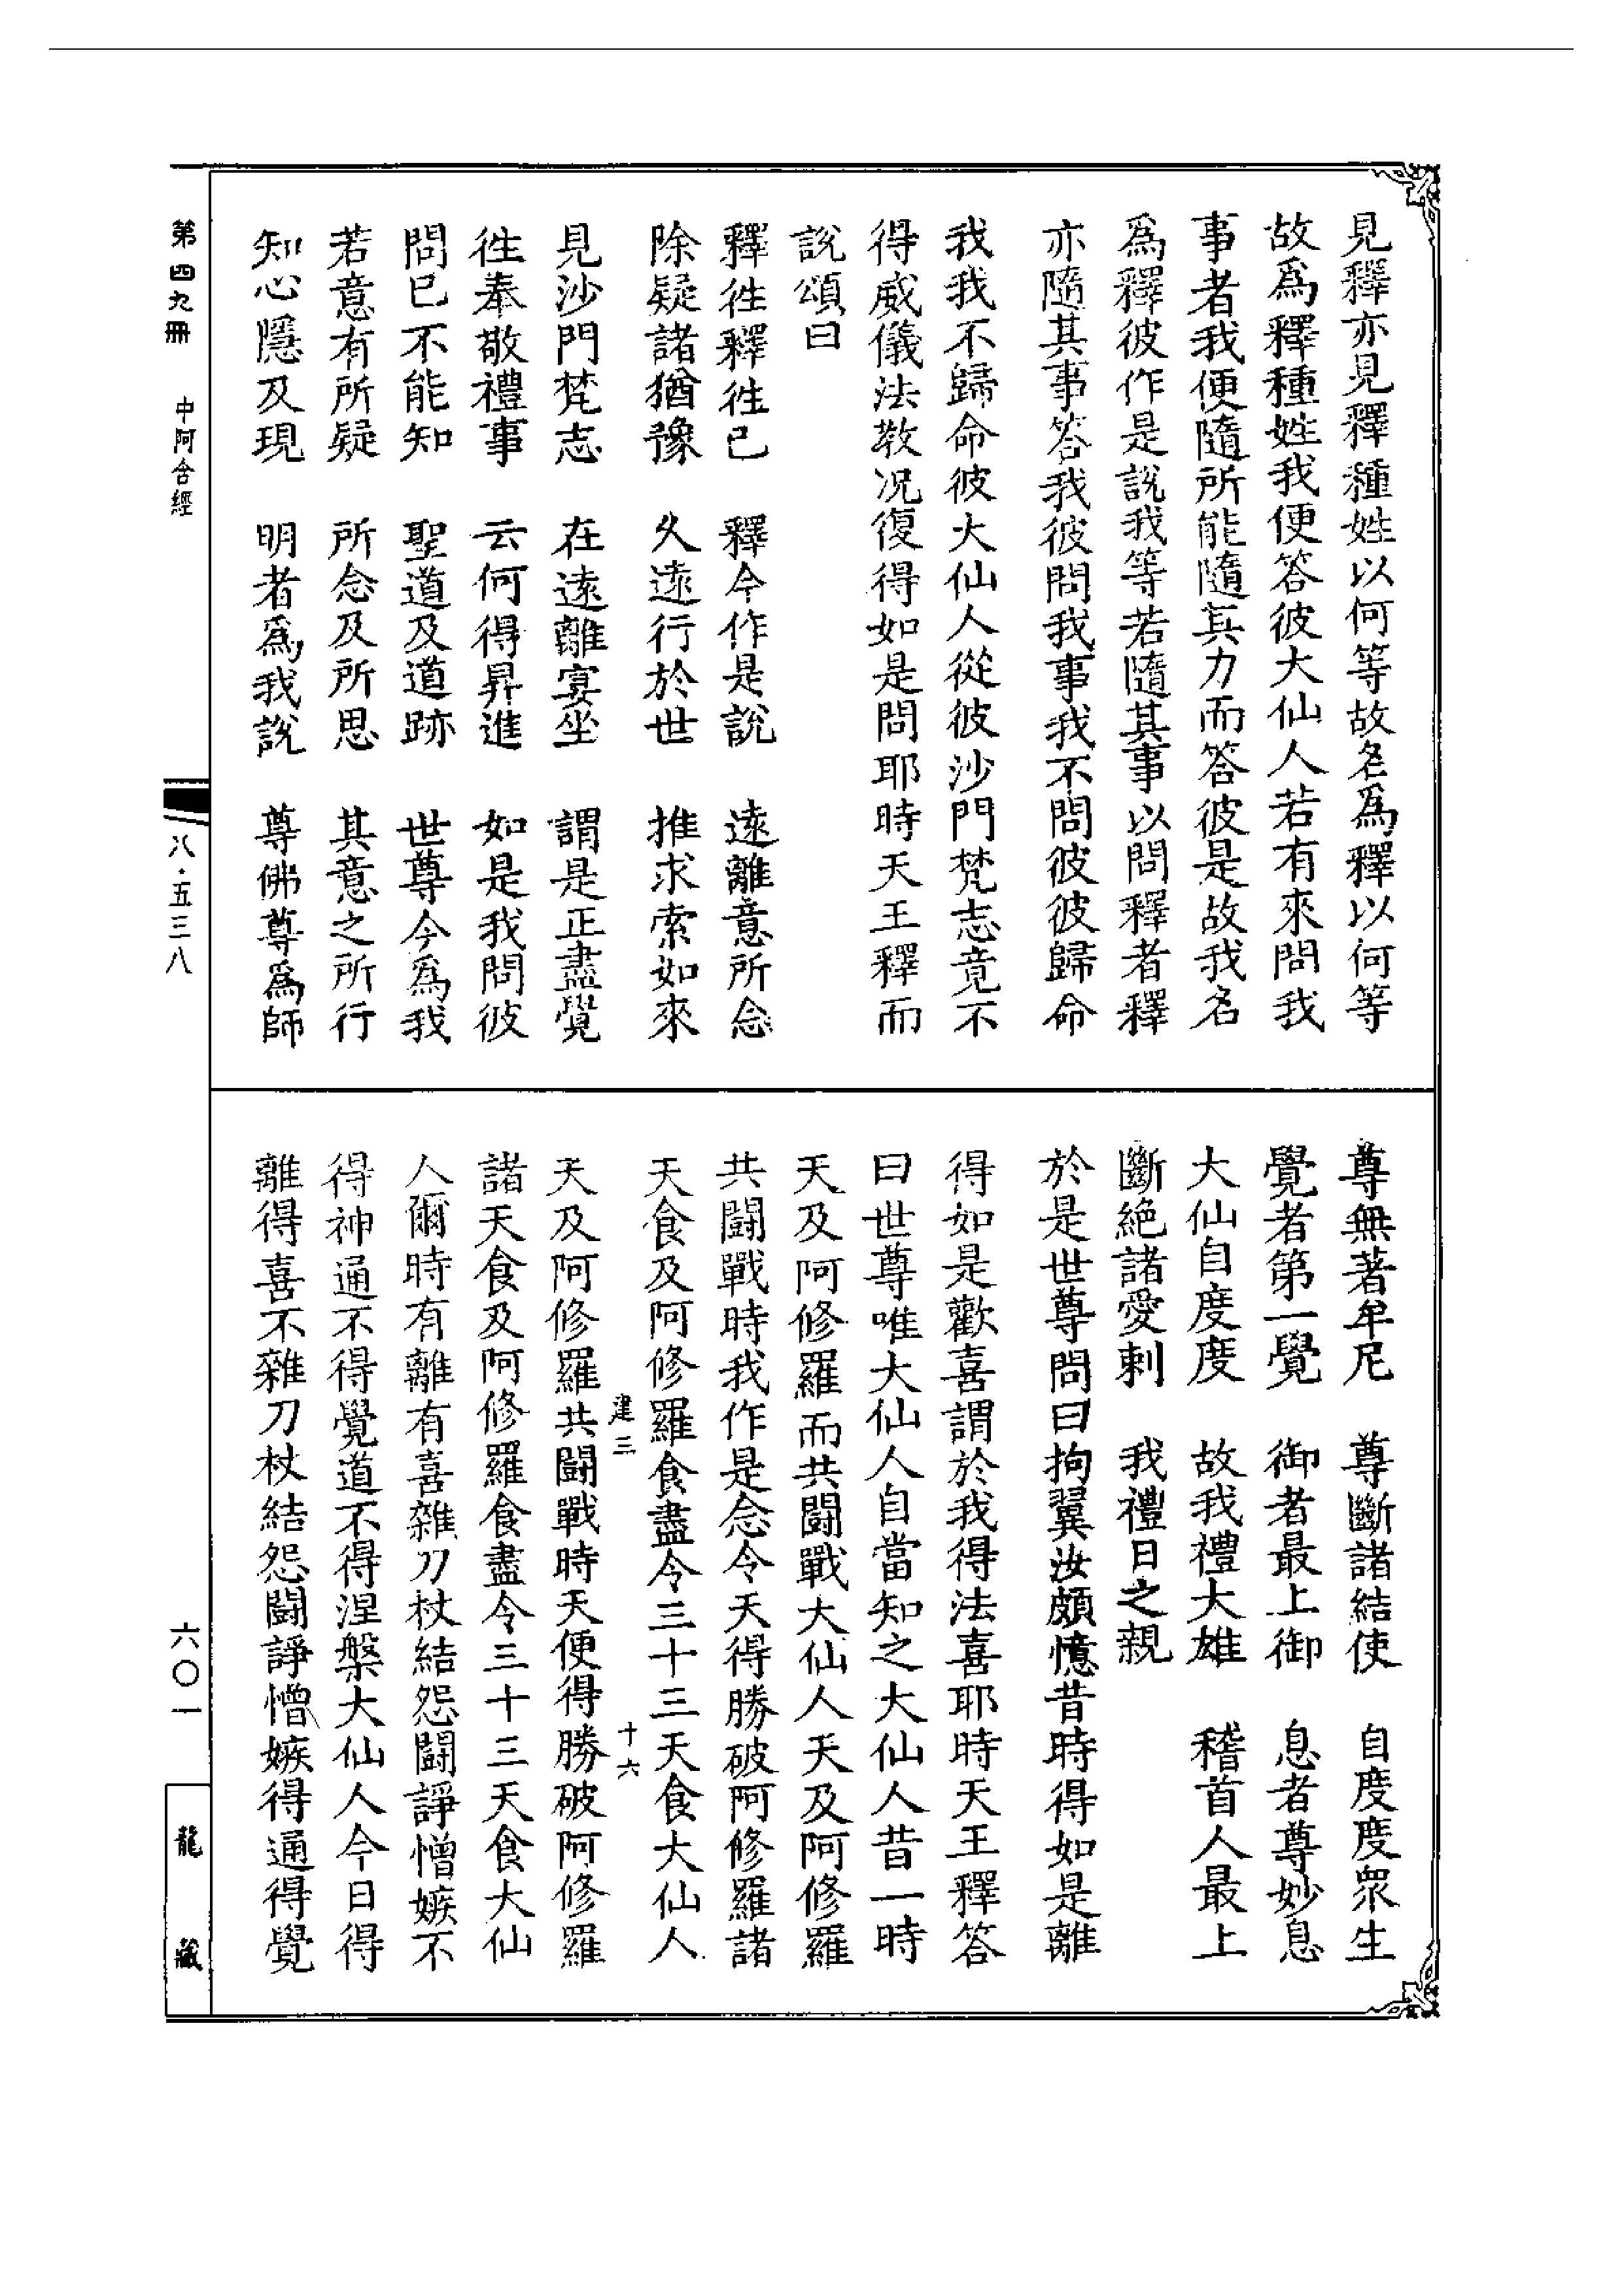 見釋亦見釋種姓以何等故名為釋以何等
故為釋種姓我便答彼大仙人若有來問我
事者我便隨所能隨其力而答彼是故我名
為釋彼作是說我等若隨其事以問釋者釋
亦隨其事答我彼問我事我不問彼彼歸命
我我不歸命彼大仙人從彼沙門梵志竟不
得威儀法教况復得如是問耶時天王釋而
說頌曰
釋往釋往已　釋今作是說　遠離意所念
除疑諸猶豫　久遠行於世　推求索如來
見沙門梵志　在遠離宴坐　謂是正盡覺
往奉敬禮事　云何得昇進　如是我問彼
問已不能知　聖道及道跡　世尊今為我
若意有所疑　所念及所思　其意之所行
知心隱及現　明者為我說　尊佛尊為師
尊無著牟尼　尊斷諸結使　自度度眾生
覺者第一覺　御者最上御　息者尊妙息
大仙自度度　故我禮大雄　稽首人最上
斷絕諸愛刺　我禮日之親
於是世尊問曰拘翼汝頗憶昔時得如是離
得如是歡喜謂於我得法喜耶時天王釋答
曰世尊唯大仙人自當知之大仙人昔一時
天及阿修羅而共鬪戰大仙人天及阿修羅
共鬪戰時我作是念令天得勝破阿修羅諸
天食及阿修羅食盡令三十三天食大仙人
建三　十六
天及阿修羅共鬪戰時天便得勝破阿修羅
諸天食及阿修羅食盡令三十三天食大仙
人爾時有離有喜雜刀杖結怨鬪諍憎嫉不
得神通不得覺道不得涅槃大仙人今日得
離得喜不雜刀杖結怨鬪諍憎嫉得通得覺
第四九冊　中阿含經
八·五三八
六〇一
龍藏